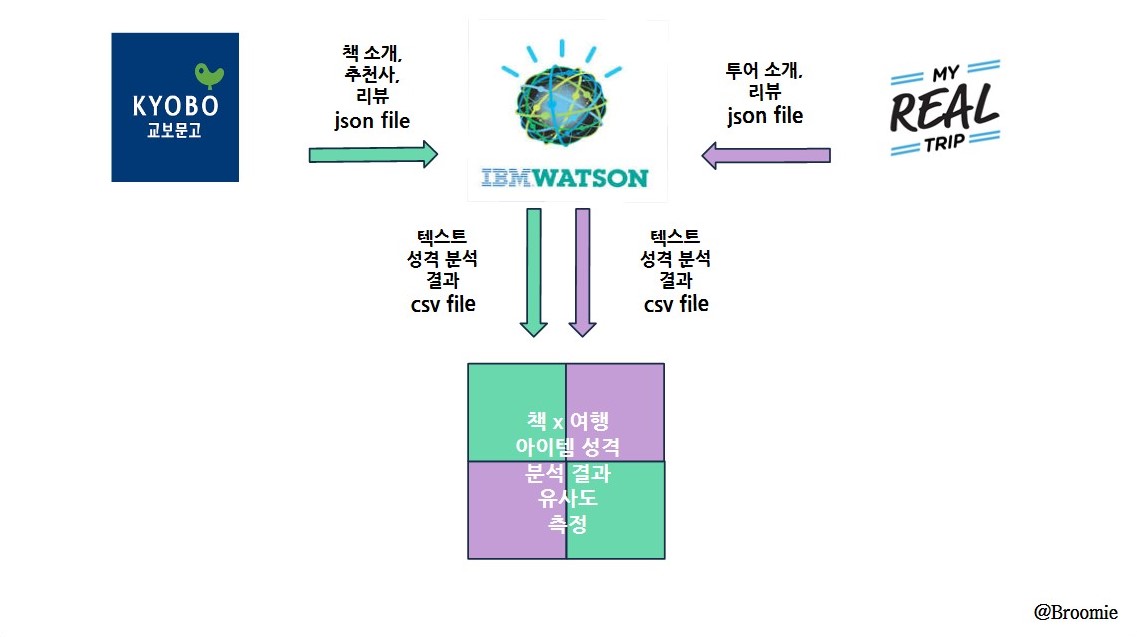 KYOBO
교보문고
책 소개,
추천사,
리뷰
json file
IBM WATSON
투어 소개,
리뷰
json file
MY
REAL
TRIP
텍스트
성격 분석
결과
csv file
텍스트
성격 분석
결과
csv file
책 x 여행
아이템 성격
분석 결과
유사도
측정
@Broomie